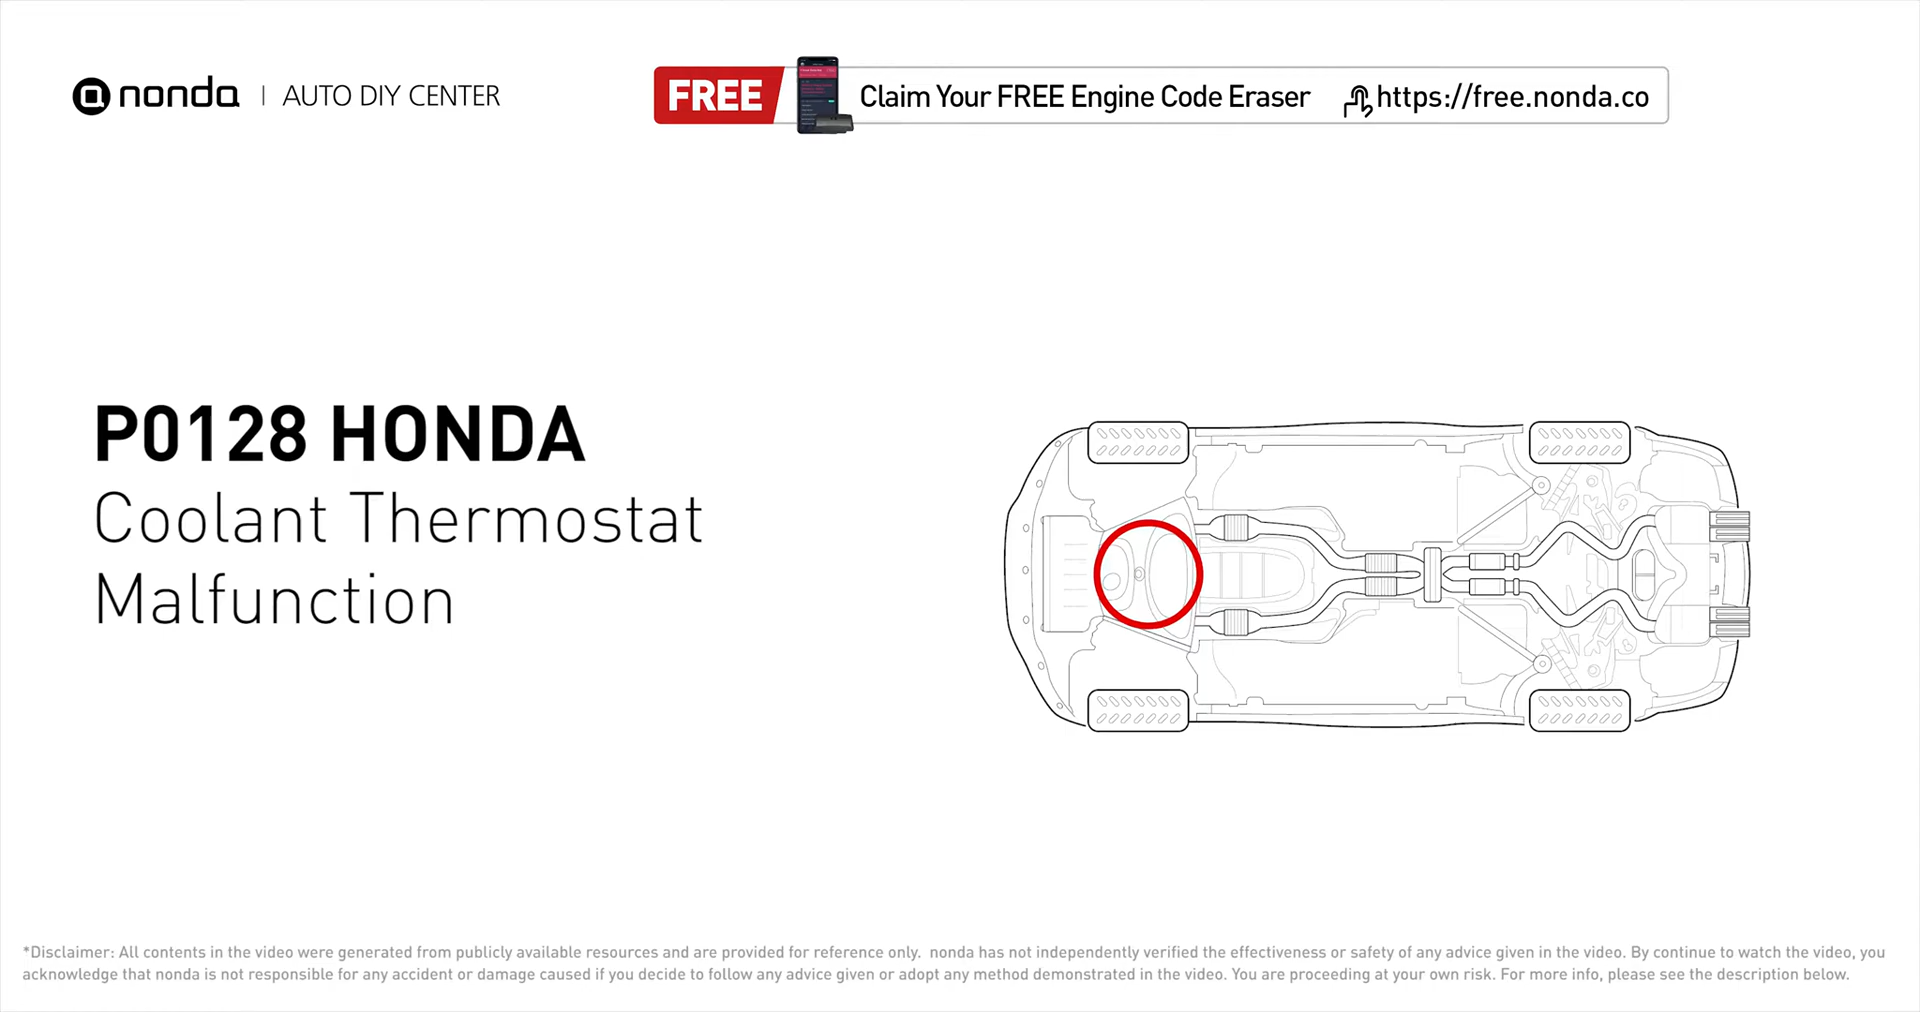 nonda | AUTO DIY CENTER
FREE Claim Your FREE Engine Code Eraser https://free.nonda.co
P0128 HONDA
Coolant Thermostat
Malfunction
*Disclaimer: All contents in the video were generated from publicly available resources and are provided for reference only. nonda has not independently verified the effectiveness or safety of any advice given in the video. By continue to watch the video, you
acknowledge that nonda is not responsible for any accident or damage caused if you decide to follow any advice given or adopt any method demonstrated in the video. You are proceeding at your own risk. For more info, please see the description below.